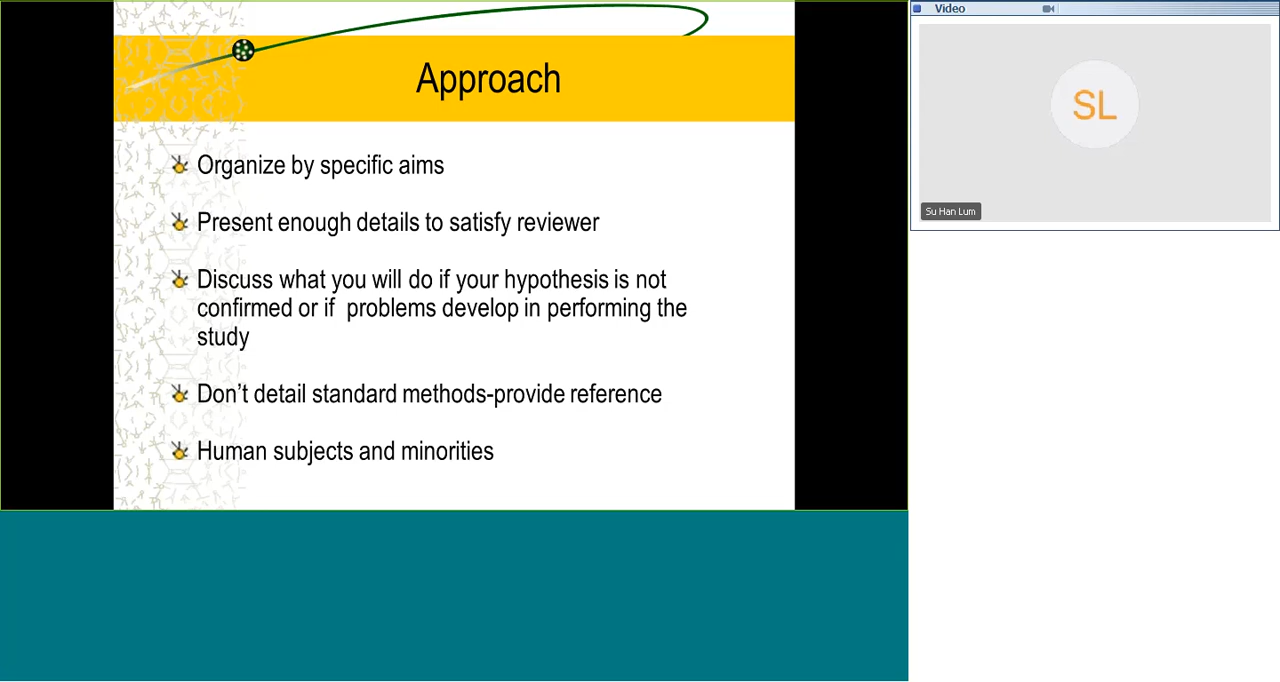 Approach
Organize by specific aims
Present enough details to satisfy reviewer
Discuss what you will do if your hypothesis is not
confirmed or if  problems develop in performing the
study
Don’t detail standard methods-provide reference
Human subjects and minorities
Video
SL
Su Han Lum